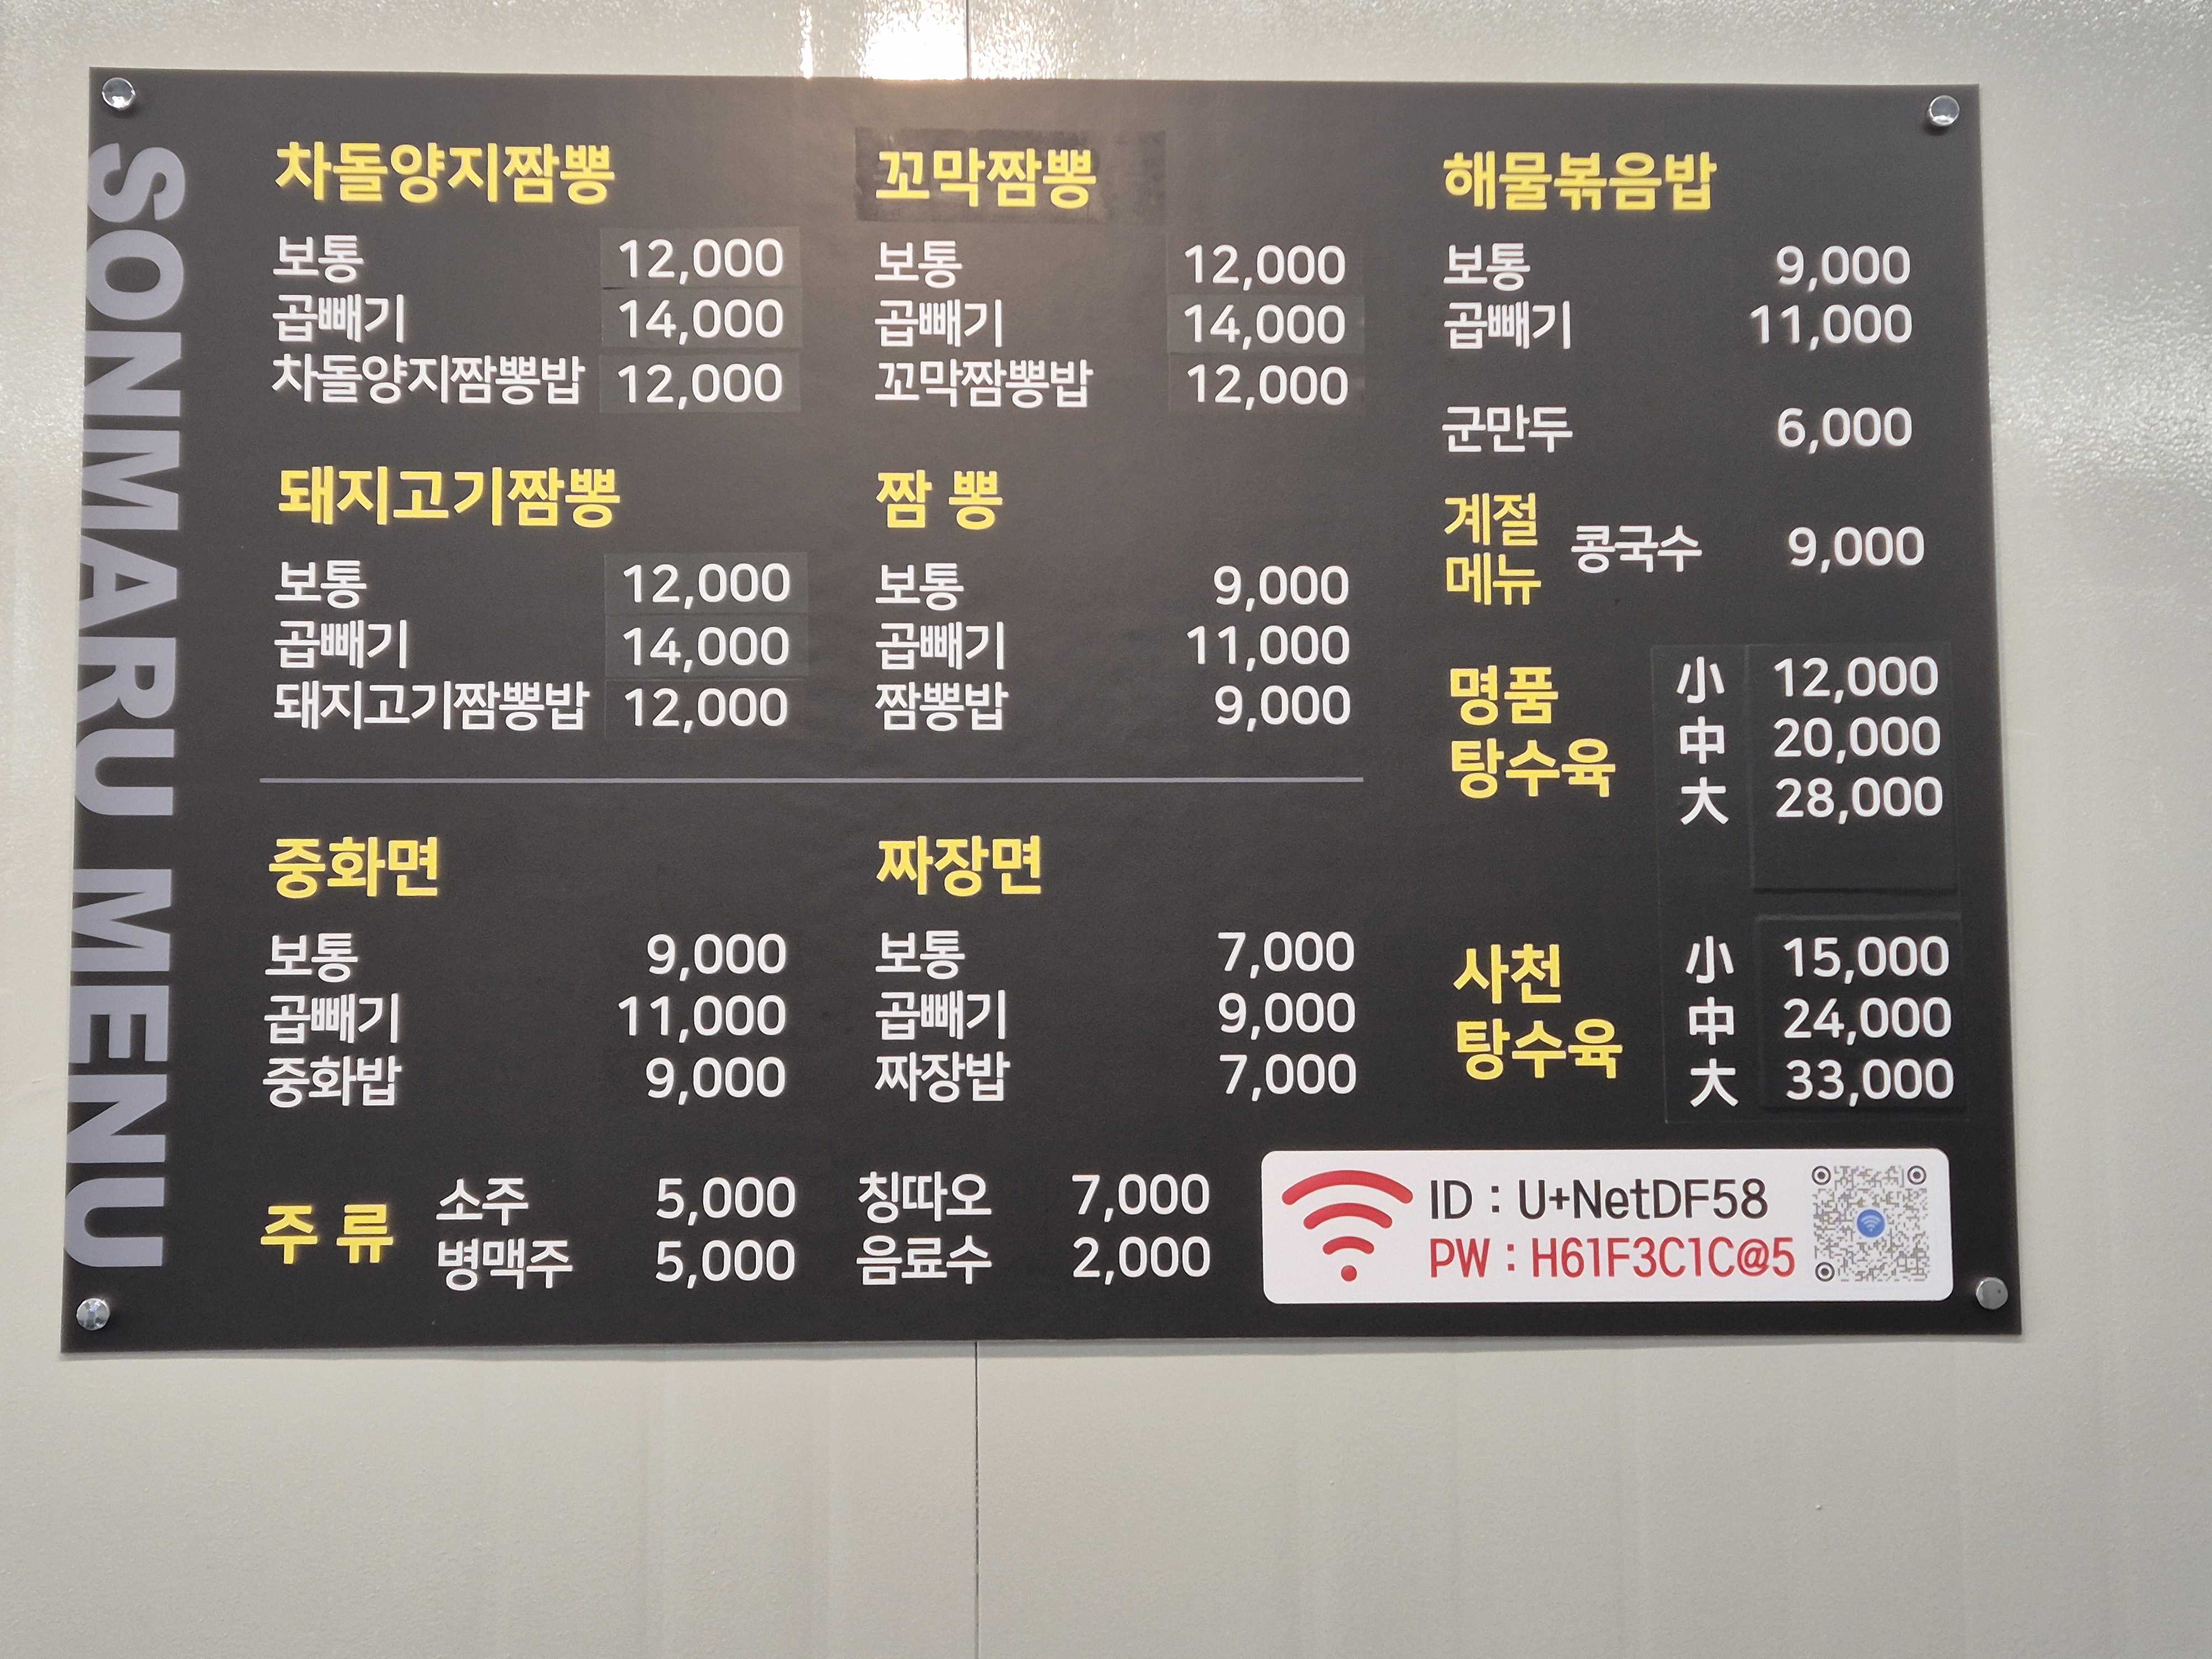 SONMARU MENU
차돌양지짬뽕
보통 12,000
곱빼기 14,000
차돌양지짬뽕밥 12,000
꼬막짬뽕
보통 12,000
곱빼기 14,000
꼬막짬뽕밥 12,000
해물볶음밥
보통 9,000
곱빼기 11,000
군만두 6,000
돼지고기짬뽕
보통 12,000
곱빼기 14,000
돼지고기짬뽕밥 12,000
짬 뽕
보통 9,000
곱빼기 11,000
짬뽕밥 9,000
계절
메뉴
콩국수 9,000
명품
탕수육
小 12,000
中 20,000
大 28,000
중화면
보통 9,000
곱빼기 11,000
중화밥 9,000
짜장면
보통 7,000
곱빼기 9,000
짜장밥 7,000
사천
탕수육
小 15,000
中 24,000
大 33,000
주 류
소주 5,000
병맥주 5,000
칭따오 7,000
음료수 2,000
ID : U+NetDF58
PW : H61F3C1C@5